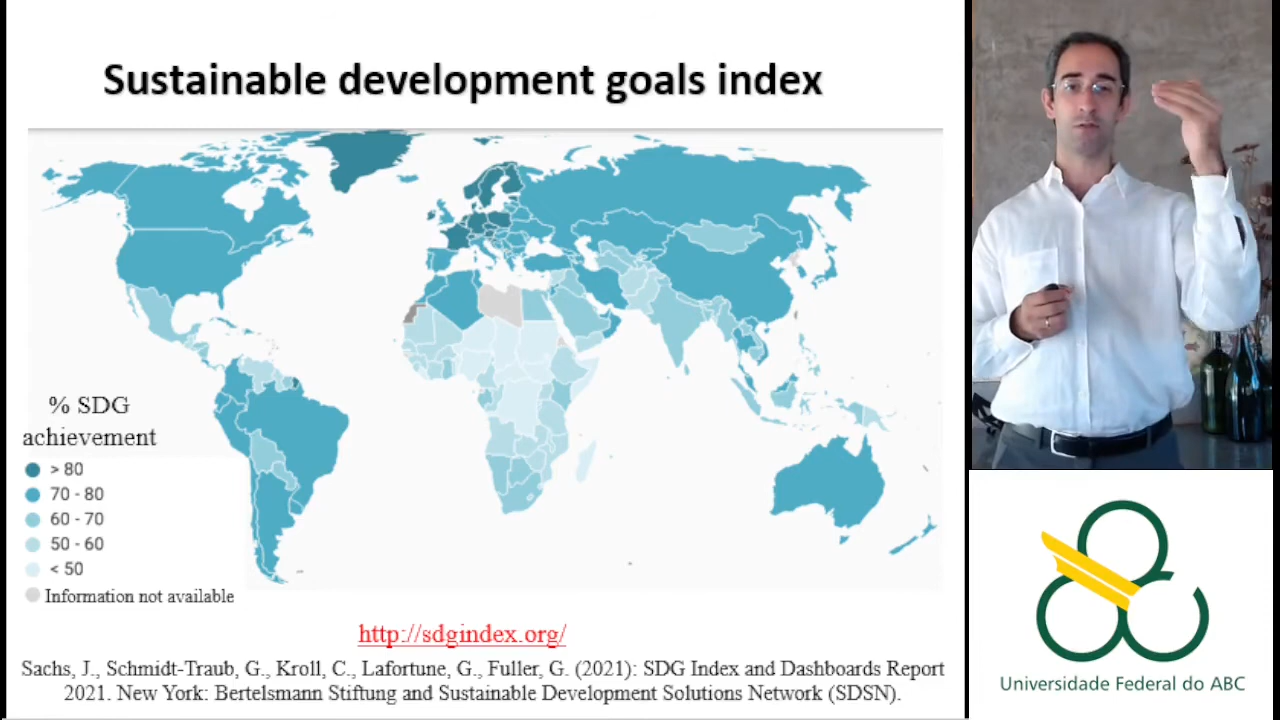 Sustainable development goals index
% SDG
achievement
> 80
70 - 80
60 - 70
50 - 60
< 50
Information not available
http://sdgindex.org/
Sachs, J., Schmidt-Traub, G., Kroll, C., Lafortune, G., Fuller, G. (2021): SDG Index and Dashboards Report
2021. New York: Bertelsmann Stiftung and Sustainable Development Solutions Network (SDSN).
Universidade Federal do ABC